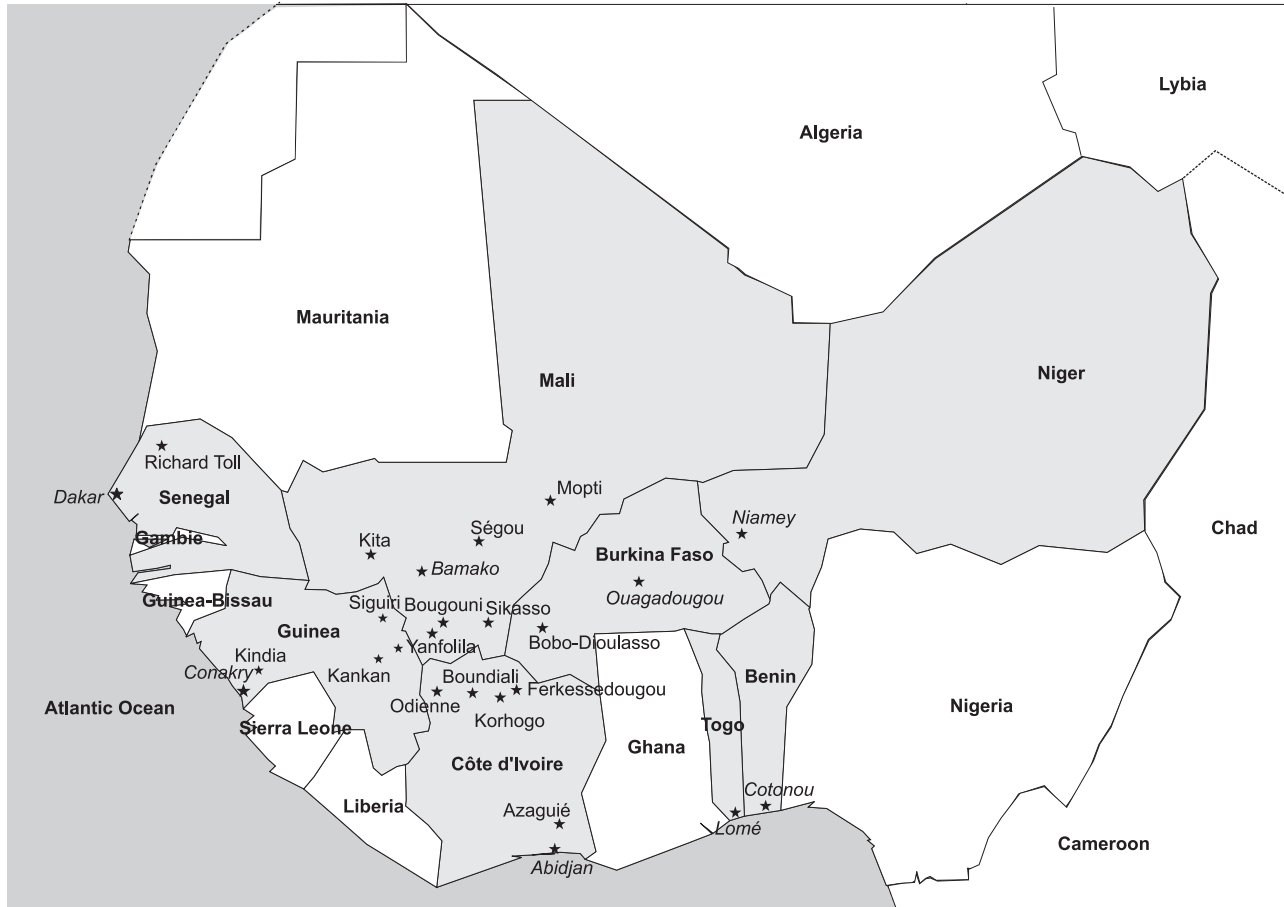 Lybia
Algeria
Mauritania
Niger
Mali
Richard Toll
Dakar
Senegal
Mopti
Niamey
Ségou
Chad
Gambie
Kita
Burkina Faso
Bamako
Ouagadougou
Guinea-Bissau
Siguiri
Bougouni
Sikasso
Guinea
Bobo-Dioulasso
Yanfolila
Kindia
Conakry
Kankan
Boundiali
Benin
Ferkessedougou
Odienne
Atlantic Ocean
Korhogo
Nigeria
Sierra Leone
Togo
Ghana
Côte d'Ivoire
Cotonou
Liberia
Azaguié
Lomé
Cameroon
Abidjan